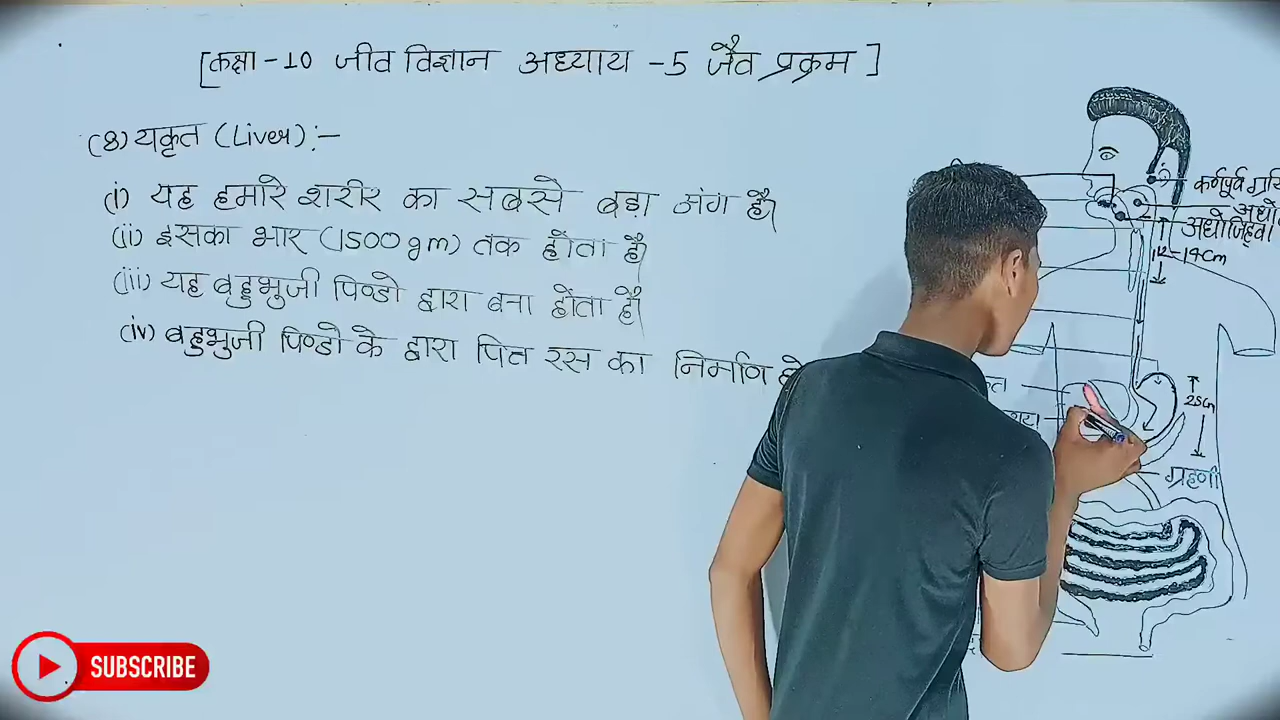 [कक्षा -10 जीव विज्ञान अध्याय -5 जैव प्रक्रम]
(8) यकृत (Liver):-
(i) यह हमारे शरीर का सबसे बड़ा अंग है।
(ii) इसका भार (1500 gm) तक होता है।
(iii) यह बहुभुजी पिण्डो द्वारा बना होता है।
(iv) बहुभुजी पिण्डो के द्वारा पित रस का निर्माण
कर्णपूर्व
अधोजिह्वा
12-14cm
25cm
ग्रहणी
SUBSCRIBE